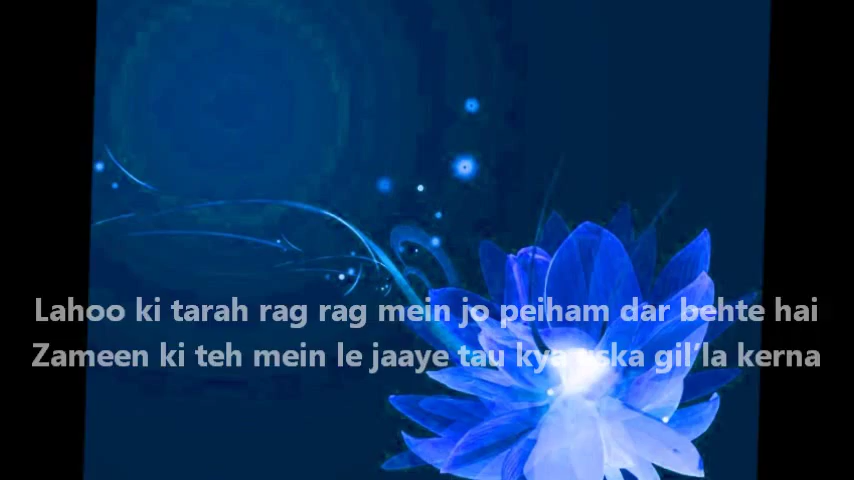 Lahoo ki tarah rag rag mein jo peiham dar behte hai
Zameen ki teh mein le jaaye tau kya uska gil'la kerna